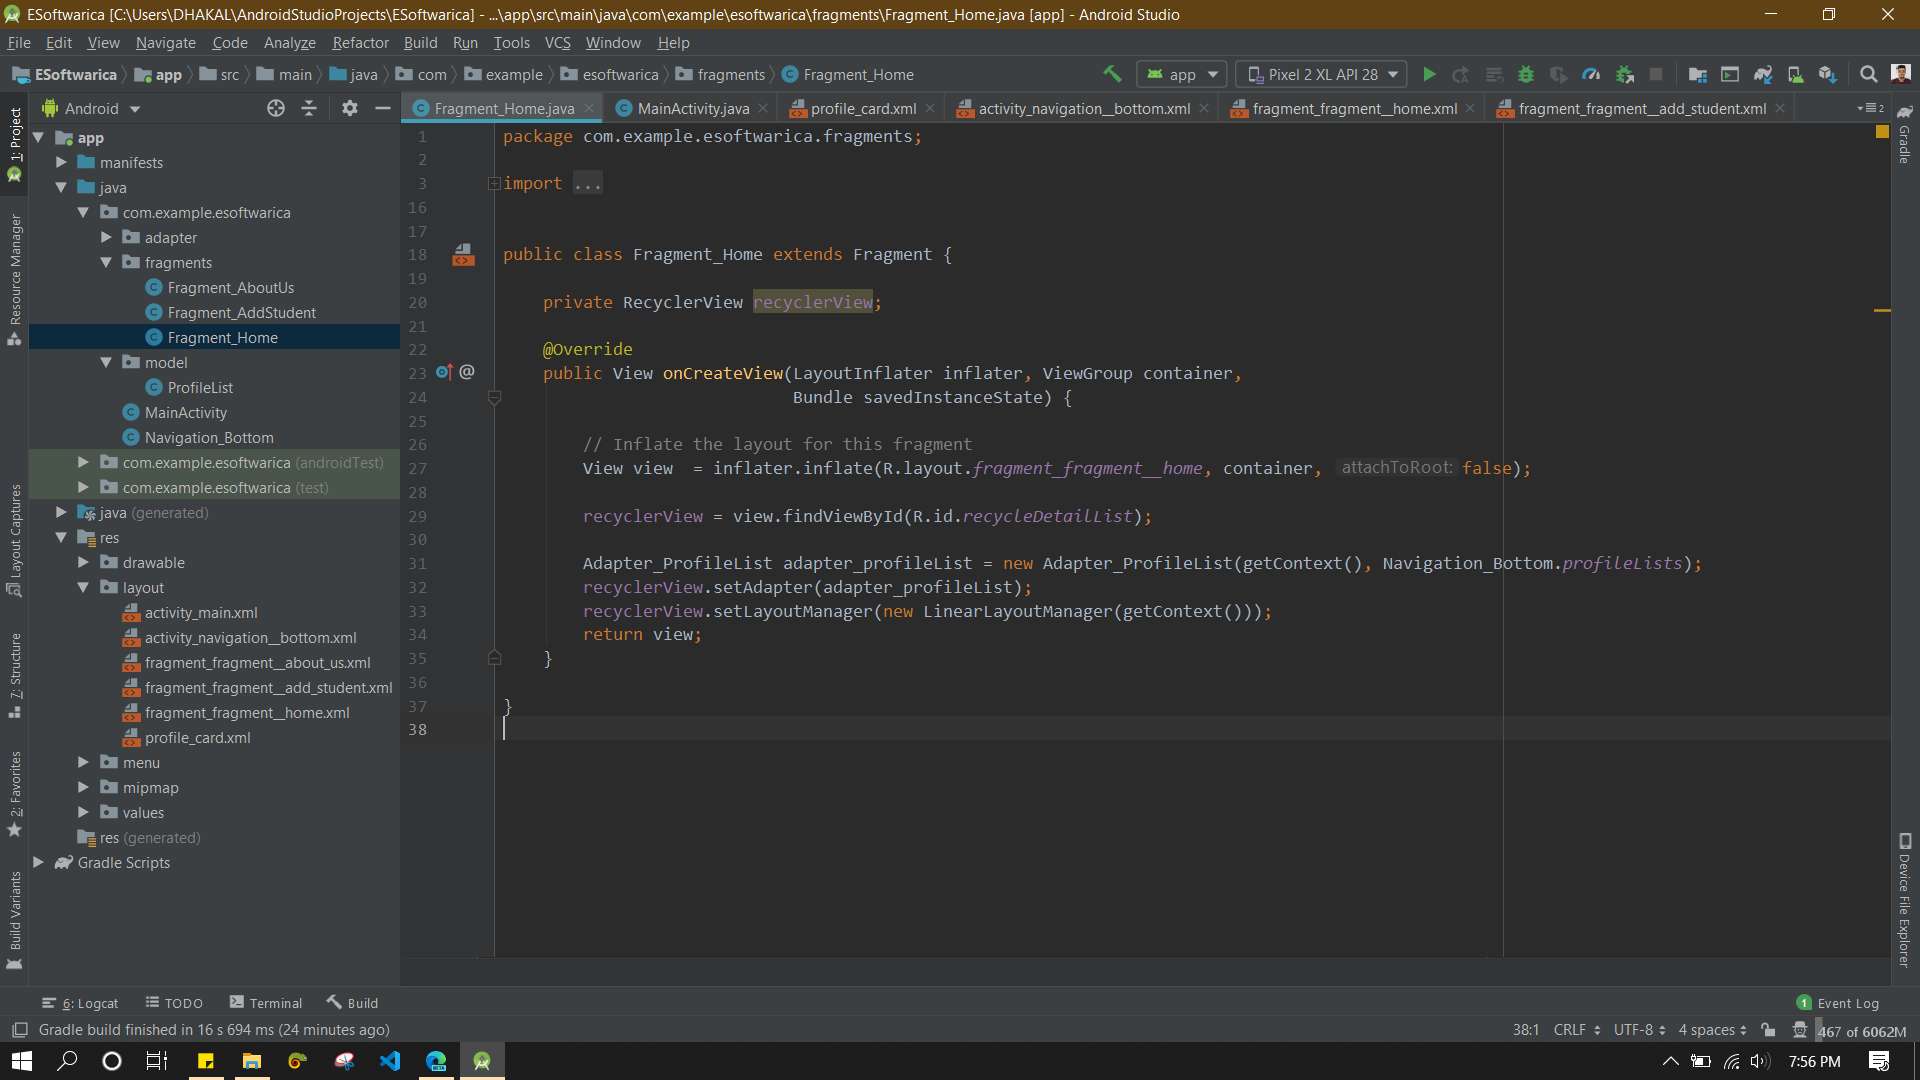 ESoftwarica [C:\Users\DHAKAL\AndroidStudioProjects\ESoftwarica] - ...\app\src\main\java\com\example\esoftwarica\fragments\Fragment_Home.java [app] - Android Studio
File Edit View Navigate Code Analyze Refactor Build Run Tools VCS Window Help
ESoftwarica app src main java com example esoftwarica fragments Fragment_Home app Pixel 2 XL API 28
Android
Fragment_Home.java MainActivity.java profile_card.xml activity_navigation__bottom.xml fragment_fragment__home.xml fragment_fragment__add_student.xml 2
1: Project
Resource Manager
Layout Captures
7: Structure
2: Favorites
Build Variants
app
manifests
java
com.example.esoftwarica
adapter
fragments
Fragment_AboutUs
Fragment_AddStudent
Fragment_Home
model
ProfileList
MainActivity
Navigation_Bottom
com.example.esoftwarica (androidTest)
com.example.esoftwarica (test)
java (generated)
res
drawable
layout
activity_main.xml
activity_navigation__bottom.xml
fragment_fragment__about_us.xml
fragment_fragment__add_student.xml
fragment_fragment__home.xml
profile_card.xml
menu
mipmap
values
res (generated)
Gradle Scripts
1 package com.example.esoftwarica.fragments;
2
3 import ...
16
17
18 public class Fragment_Home extends Fragment {
19
20 private RecyclerView recyclerView;
21
22 @Override
23 @ public View onCreateView(LayoutInflater inflater, ViewGroup container,
24 Bundle savedInstanceState) {
25
26 // Inflate the layout for this fragment
27 View view  = inflater.inflate(R.layout.fragment_fragment__home, container, attachToRoot: false);
28
29 recyclerView = view.findViewById(R.id.recycleDetailList);
30
31 Adapter_ProfileList adapter_profileList = new Adapter_ProfileList(getContext(), Navigation_Bottom.profileLists);
32 recyclerView.setAdapter(adapter_profileList);
33 recyclerView.setLayoutManager(new LinearLayoutManager(getContext()));
34 return view;
35 }
36
37 }
38
Gradle
Device File Explorer
6: Logcat TODO Terminal Build 1 Event Log
Gradle build finished in 16 s 694 ms (24 minutes ago) 38:1 CRLF UTF-8 4 spaces 467 of 6062M
BETA 7:56 PM